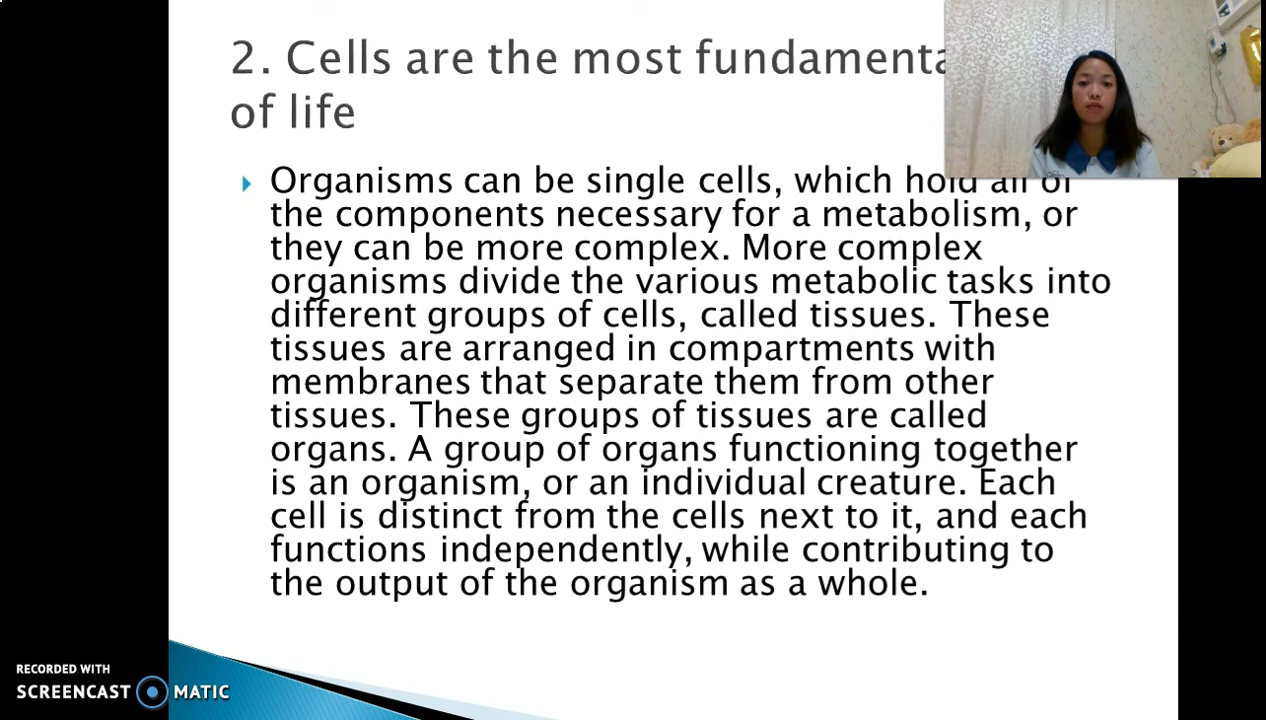 2. Cells are the most fundamenta
of life
Organisms can be single cells, which hold all of
the components necessary for a metabolism, or
they can be more complex. More complex
organisms divide the various metabolic tasks into
different groups of cells, called tissues. These
tissues are arranged in compartments with
membranes that separate them from other
tissues. These groups of tissues are called
organs. A group of organs functioning together
is an organism, or an individual creature. Each
cell is distinct from the cells next to it, and each
functions independently, while contributing to
the output of the organism as a whole.
RECORDED WITH
SCREENCAST MATIC